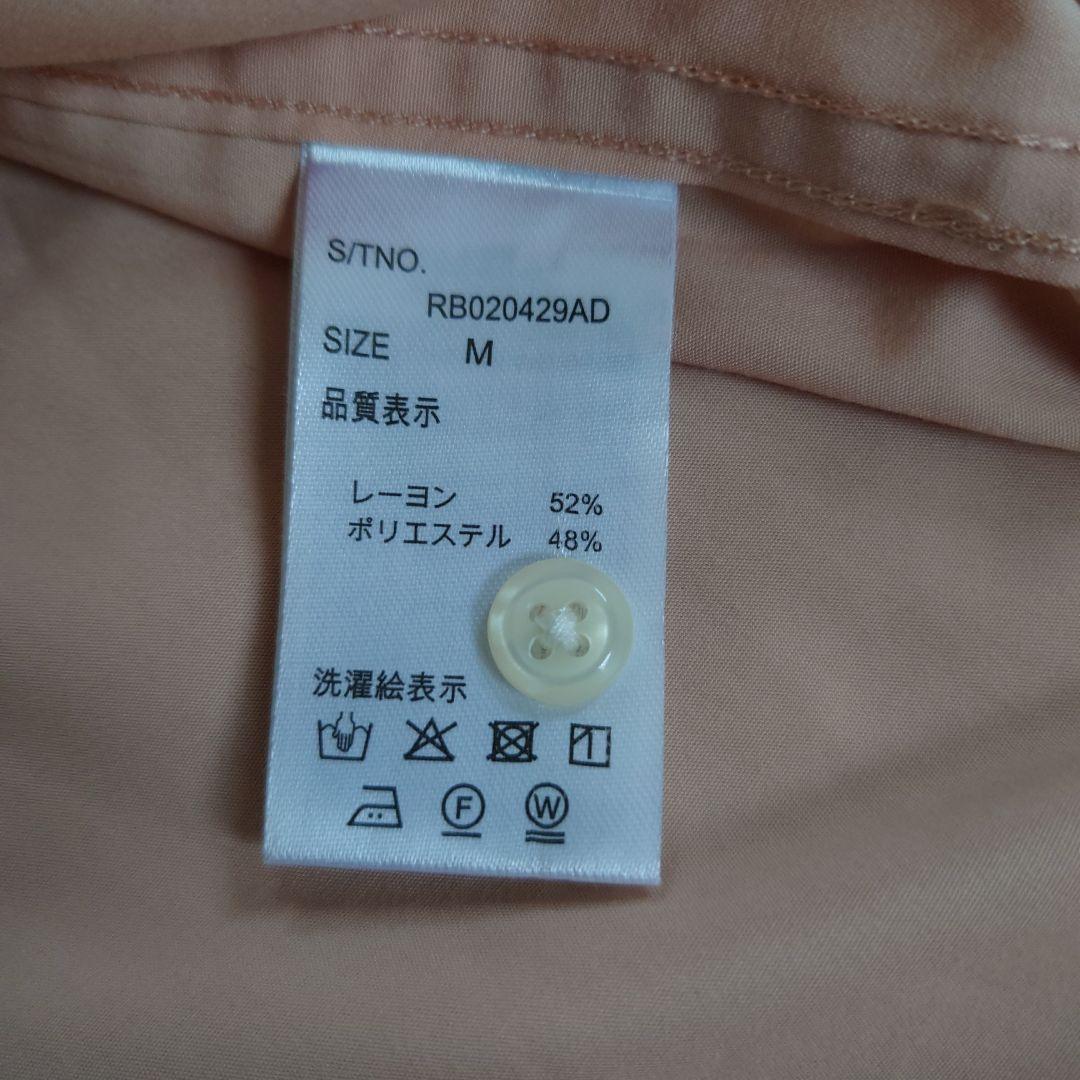 S/TNO.
RB020429AD
SIZE M
品質表示
レーヨン 52%
ポリエステル 48%
洗濯絵表示
F W